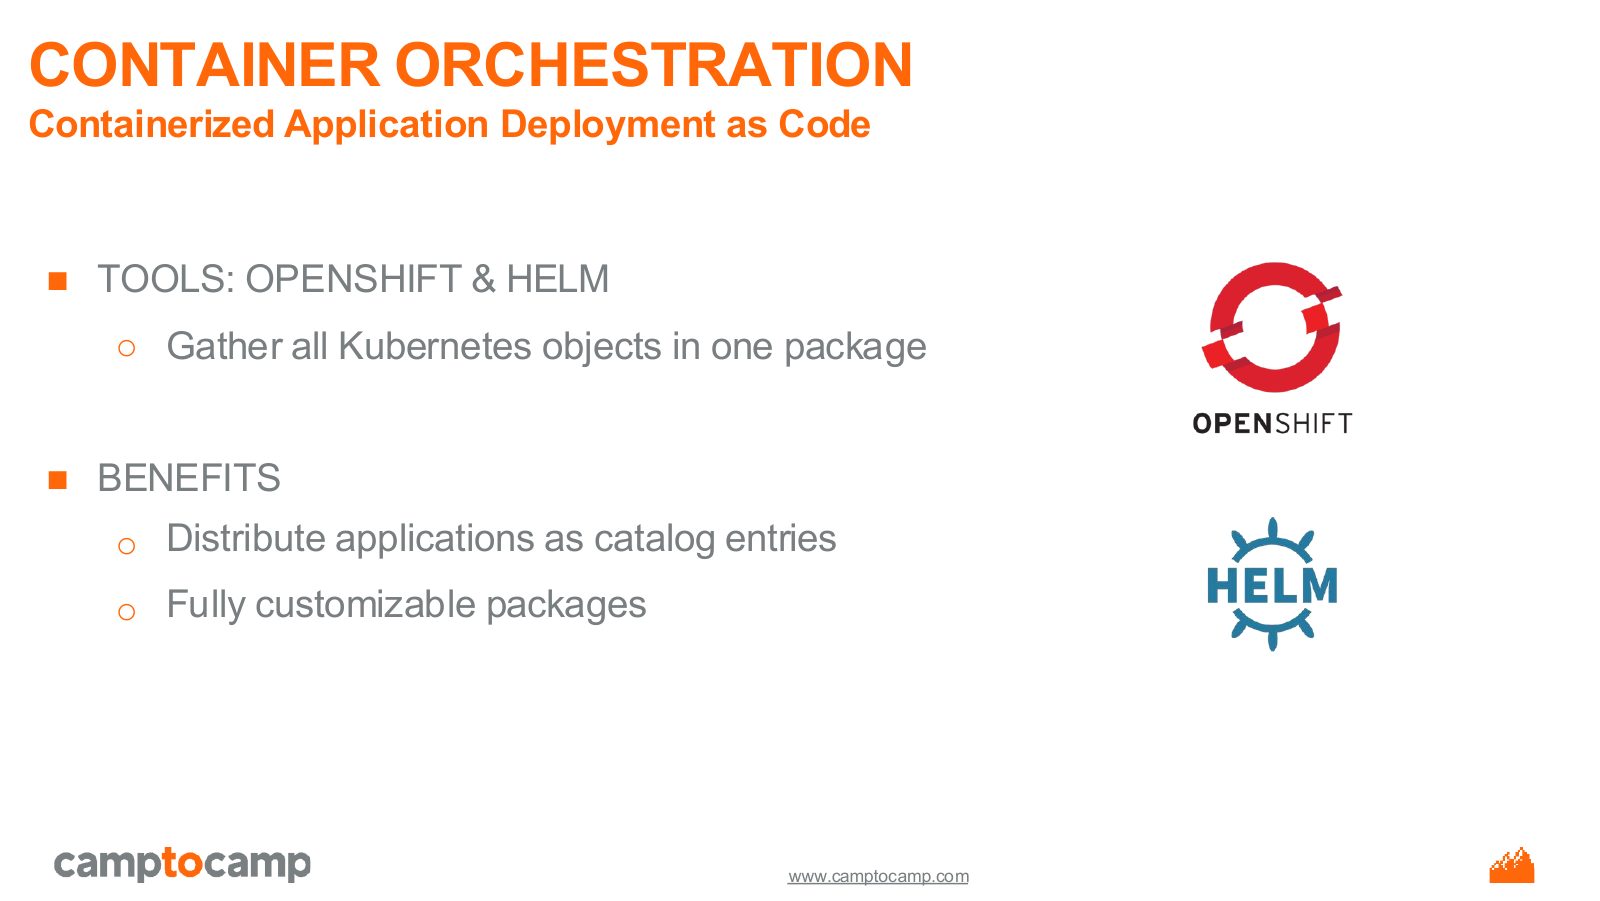 CONTAINER ORCHESTRATION
Containerized Application Deployment as Code
TOOLS: OPENSHIFT & HELM
Gather all Kubernetes objects in one package
OPENSHIFT
BENEFITS
Distribute applications as catalog entries
Fully customizable packages
HELM
camptocamp
www.camptocamp.com